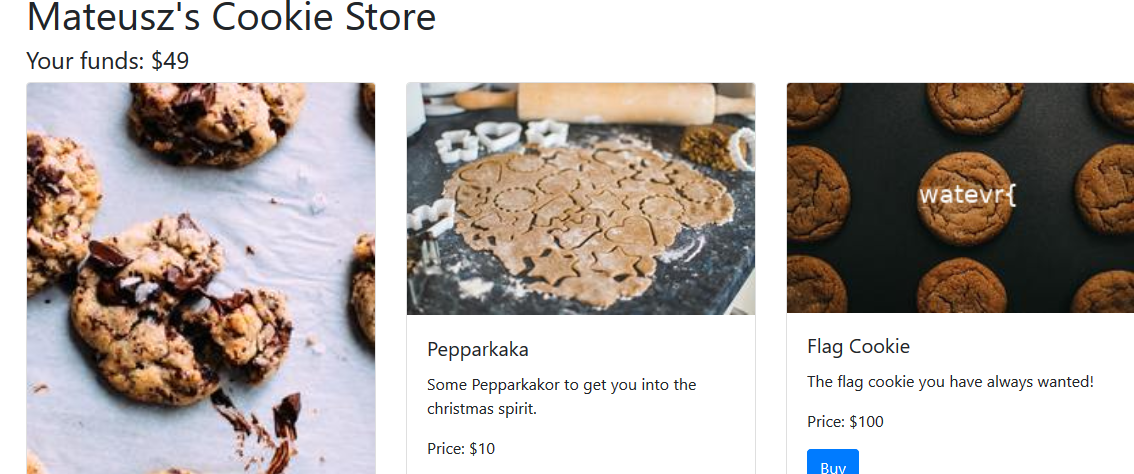 Mateusz's Cookie Store
Your funds: $49
watevr{
Pepparkaka
Some Pepparkakor to get you into the
christmas spirit.
Price: $10
Flag Cookie
The flag cookie you have always wanted!
Price: $100
Buy